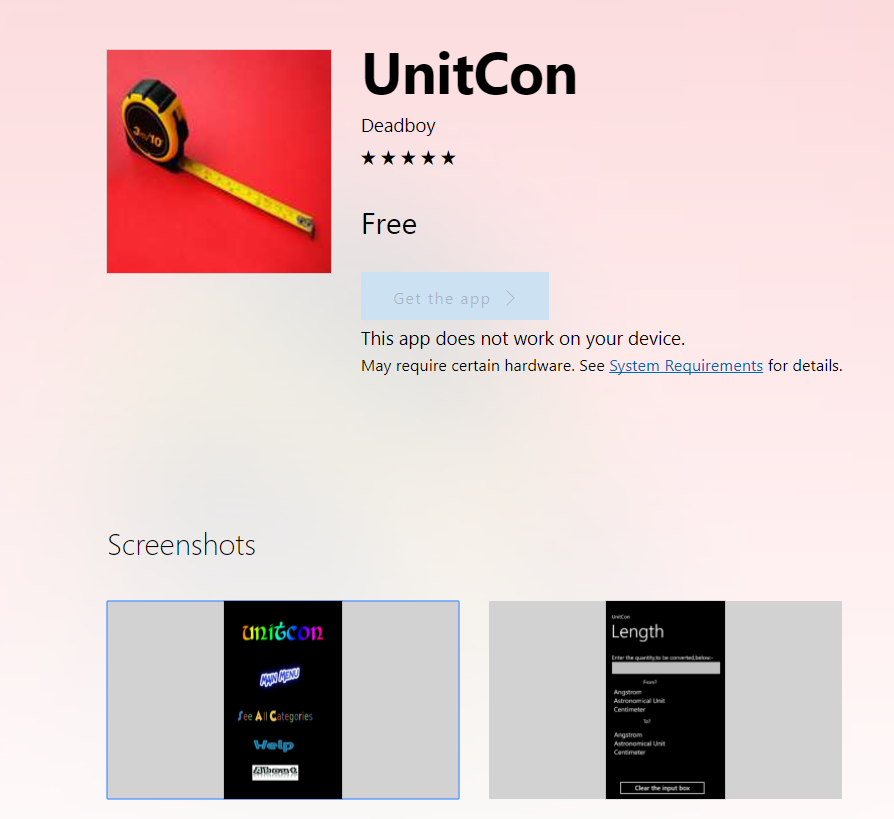 UnitCon
Deadboy
★★★★★
Free
Get the app
This app does not work on your device.
May require certain hardware. See System Requirements for details.
Screenshots
unitcon
MAIN MENU
See All Categories
Help
UnitCon
Length
Enter the quantity,to be converted,below:-
From?
Angstrom
Astronomical Unit
Centimeter
To?
Angstrom
Astronomical Unit
Centimeter
Clear the input box